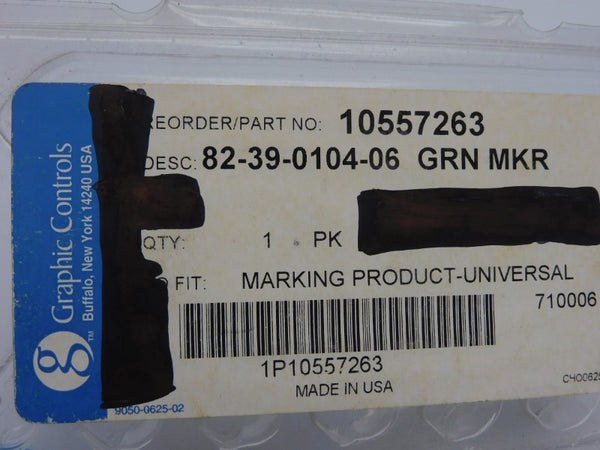 Graphic Controls
Buffalo, New York 14240 USA
TM
REORDER/PART NO: 10557263
DESC: 82-39-0104-06 GRN MKR
QTY: 1 PK
FIT: MARKING PRODUCT-UNIVERSAL
710006
1P10557263
MADE IN USA
9050-0625-02